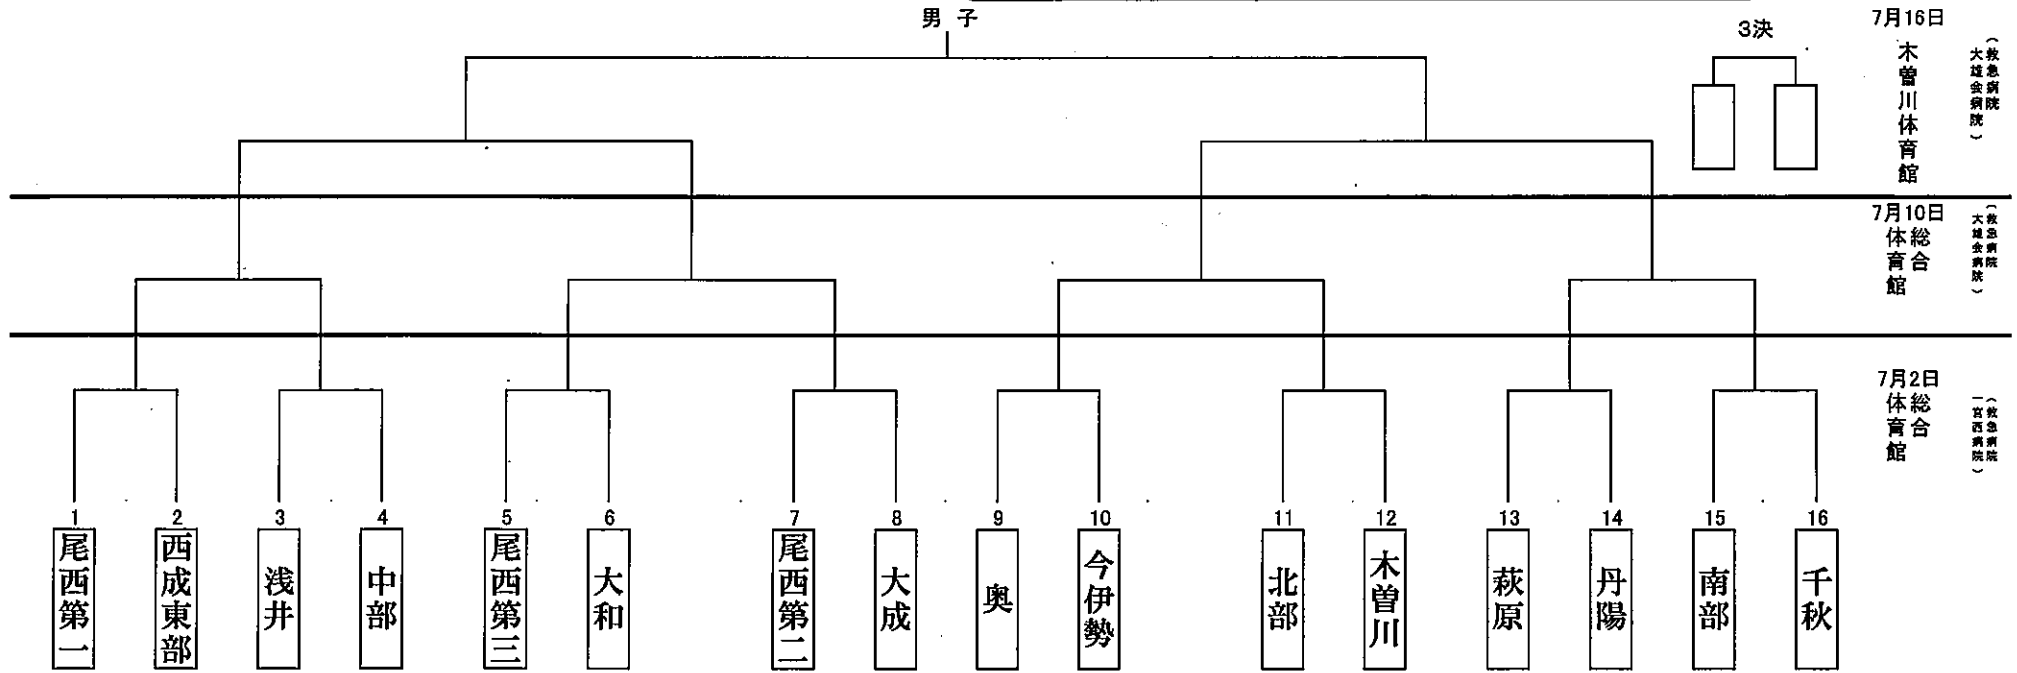 男子
3決
7月16日
木曽川体育館
（救急病院
大雄会病院）
7月10日
総合
体育館
（救急病院
大雄会病院）
7月2日
総合
体育館
（救急病院
一宮西病院）
1
2
3
4
5
6
7
8
9
10
11
12
13
14
15
16
尾西第一
西成東部
浅井
中部
尾西第三
大和
尾西第二
大成
奥
今伊勢
北部
木曽川
萩原
丹陽
南部
千秋